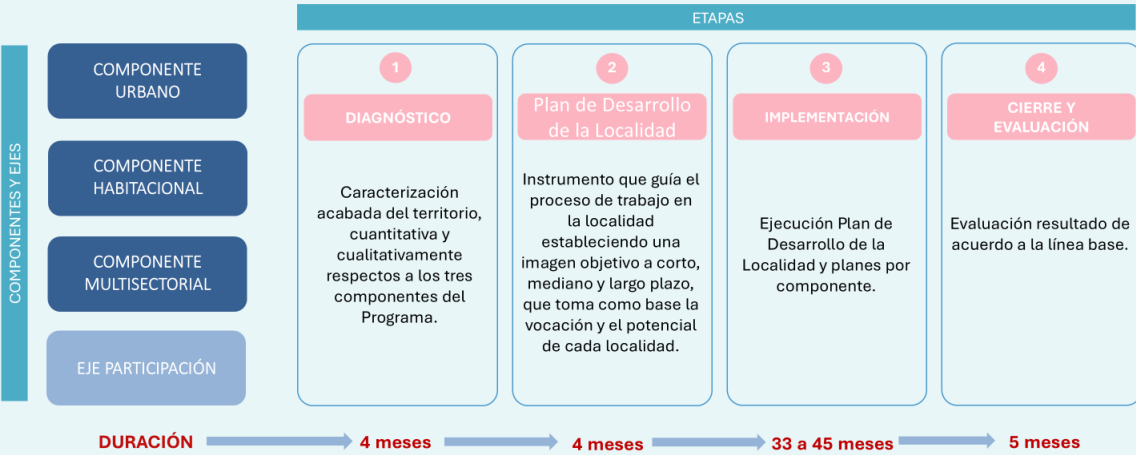 ETAPAS
COMPONENTES Y EJES
COMPONENTE
URBANO
COMPONENTE
HABITACIONAL
COMPONENTE
MULTISECTORIAL
EJE PARTICIPACIÓN
1
DIAGNÓSTICO
Caracterización
acabada del territorio,
cuantitativa y
cualitativamente
respectos a los tres
componentes del
Programa.
2
Plan de Desarrollo
de la Localidad
Instrumento que guía el
proceso de trabajo en
la localidad
estableciendo una
imagen objetivo a corto,
mediano y largo plazo,
que toma como base la
vocación y el potencial
de cada localidad.
3
IMPLEMENTACIÓN
Ejecución Plan de
Desarrollo de la
Localidad y planes por
componente.
4
CIERRE Y
EVALUACIÓN
Evaluación resultado de
acuerdo a la línea base.
DURACIÓN
4 meses
4 meses
33 a 45 meses
5 meses